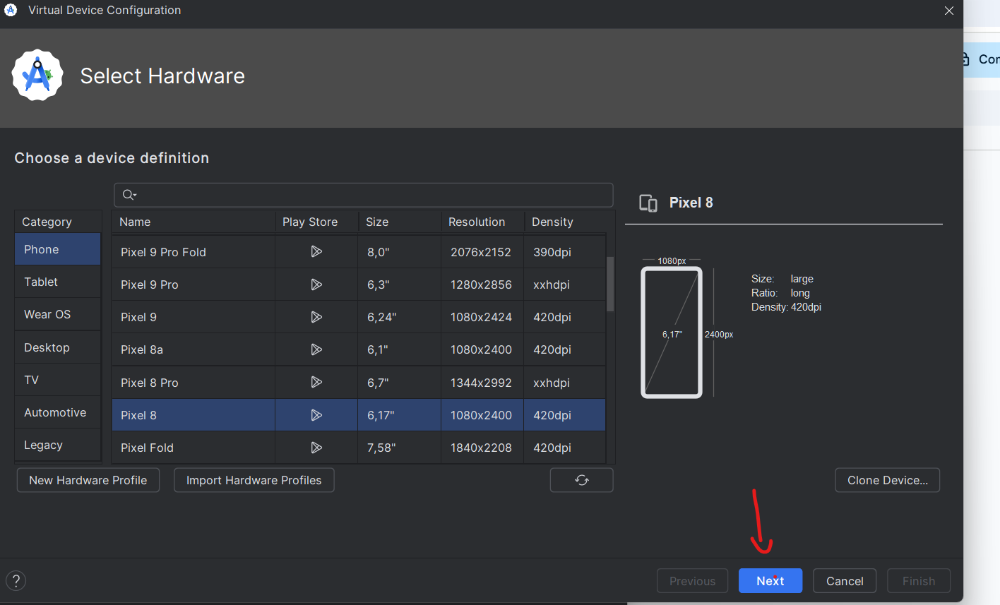 Virtual Device Configuration
Select Hardware
Con
Choose a device definition
Category
Phone
Tablet
Wear OS
Desktop
TV
Automotive
Legacy
Name Play Store Size Resolution Density
Pixel 9 Pro Fold 8,0" 2076x2152 390dpi
Pixel 9 Pro 6,3" 1280x2856 xxhdpi
Pixel 9 6,24" 1080x2424 420dpi
Pixel 8a 6,1" 1080x2400 420dpi
Pixel 8 Pro 6,7" 1344x2992 xxhdpi
Pixel 8 6,17" 1080x2400 420dpi
Pixel Fold 7,58" 1840x2208 420dpi
Pixel 8
1080px
6,17"
2400px
Size: large
Ratio: long
Density: 420dpi
New Hardware Profile Import Hardware Profiles Clone Device...
? Previous Next Cancel Finish